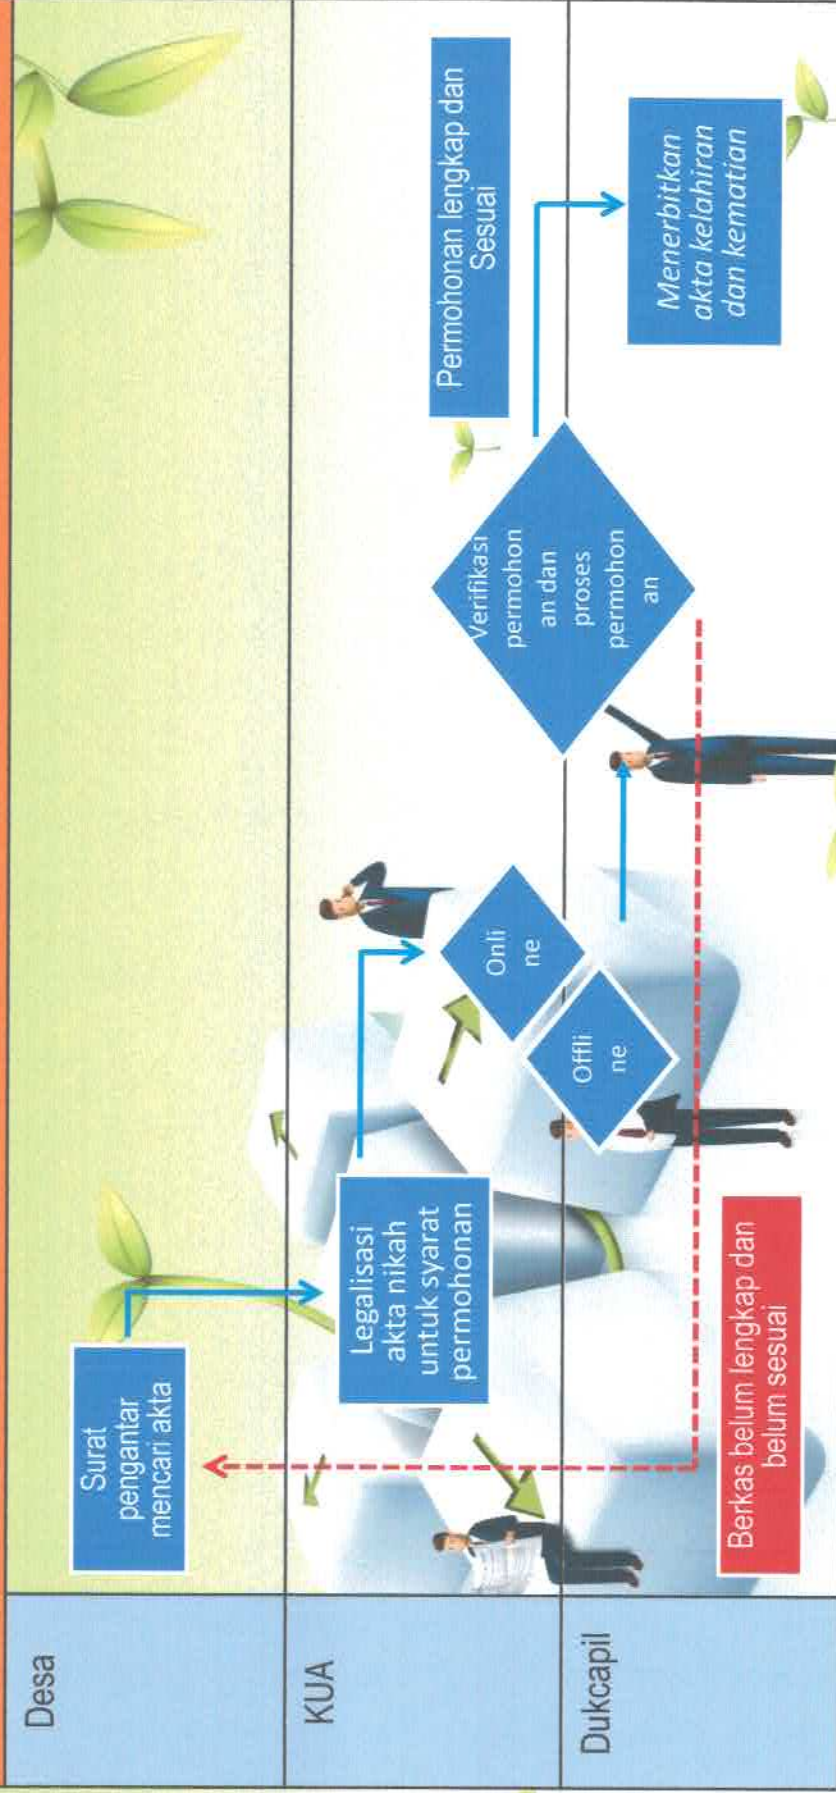 Desa
Surat
pengantar
mencari akta
KUA
Legalisasi
akta nikah
untuk syarat
permohonan
Onli
ne
Offli
ne
Verifikasi
permohon
an dan
proses
permohon
an
Permohonan lengkap dan
Sesuai
Dukcapil
Berkas belum lengkap dan
belum sesuai
Menerbitkan
akta kelahiran
dan kematian